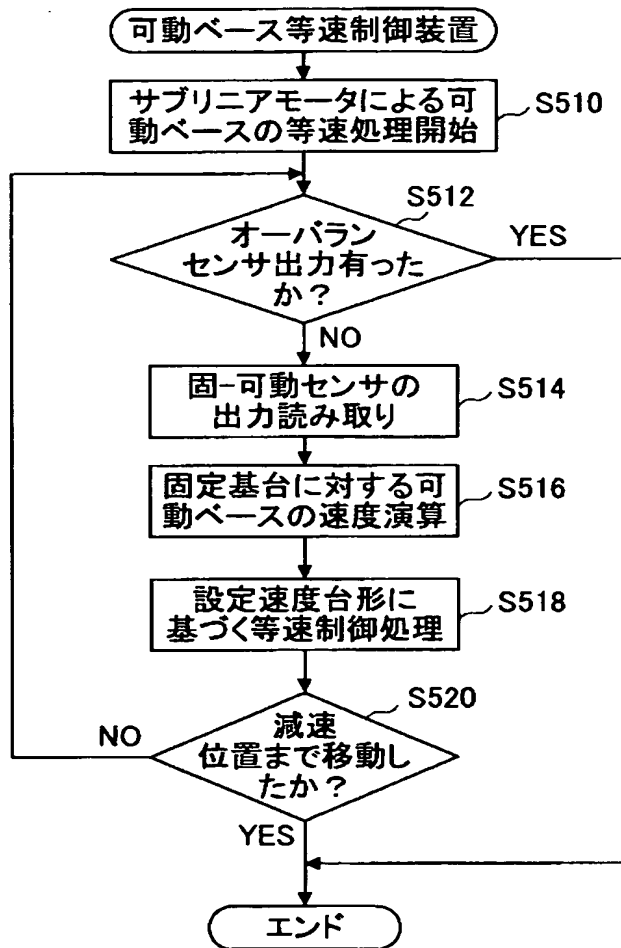 可動ベース等速制御装置
サブリニアモータによる可
動ベースの等速処理開始
S510
S512
オーバラン
センサ出力有った
か？
YES
NO
固-可動センサの
出力読み取り
S514
固定基台に対する可
動ベースの速度演算
S516
設定速度台形に
基づく等速制御処理
S518
S520
減速
位置まで移動し
たか？
NO
YES
エンド